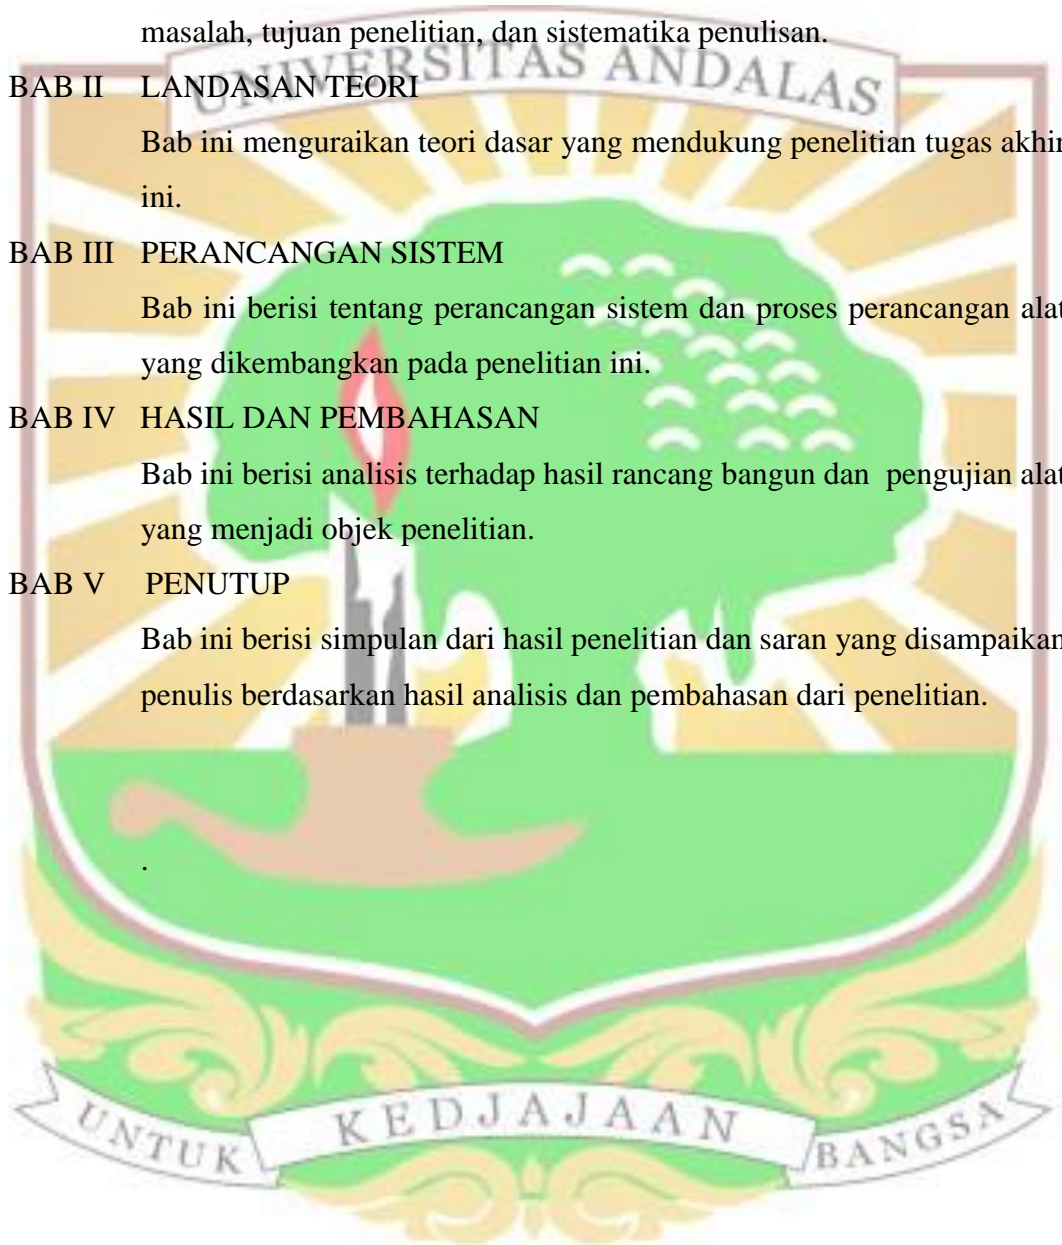 masalah, tujuan penelitian, dan sistematika penulisan.
UNIVERSITAS ANDALAS
BAB II LANDASAN TEORI
Bab ini menguraikan teori dasar yang mendukung penelitian tugas akhir
ini.
BAB III PERANCANGAN SISTEM
Bab ini berisi tentang perancangan sistem dan proses perancangan alat
yang dikembangkan pada penelitian ini.
BAB IV HASIL DAN PEMBAHASAN
Bab ini berisi analisis terhadap hasil rancang bangun dan pengujian alat
yang menjadi objek penelitian.
BAB V PENUTUP
Bab ini berisi simpulan dari hasil penelitian dan saran yang disampaikan
penulis berdasarkan hasil analisis dan pembahasan dari penelitian.
.
UNTUK KEDJAJAAN BANGSA